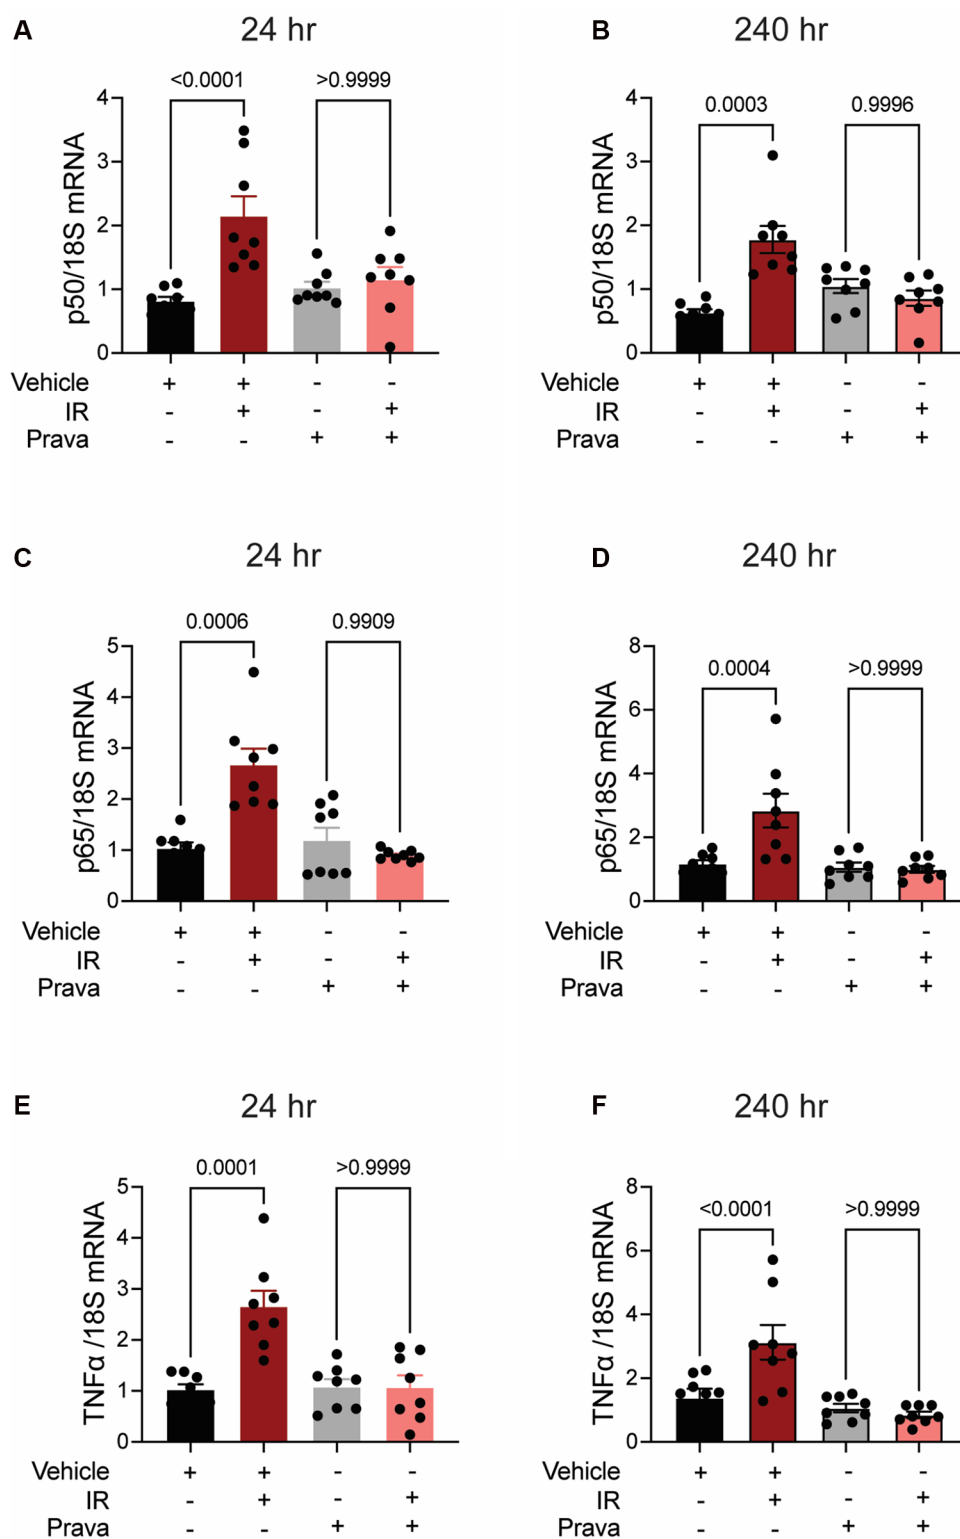 A
24 hr
<0.0001
>0.9999
p50/18S mRNA
4
3
2
1
0
Vehicle + + - -
IR - + - +
Prava - - + +
B
240 hr
0.0003
0.9996
p50/18S mRNA
4
3
2
1
0
Vehicle + + - -
IR - + - +
Prava - - + +
C
24 hr
0.0006
0.9909
p65/18S mRNA
5
4
3
2
1
0
Vehicle + + - -
IR - + - +
Prava - - + +
D
240 hr
0.0004
>0.9999
p65/18S mRNA
8
6
4
2
0
Vehicle + + - -
IR - + - +
Prava - - + +
E
24 hr
0.0001
>0.9999
TNFα /18S mRNA
5
4
3
2
1
0
Vehicle + + - -
IR - + - +
Prava - - + +
F
240 hr
<0.0001
>0.9999
TNFα /18S mRNA
8
6
4
2
0
Vehicle + + - -
IR - + - +
Prava - - + +